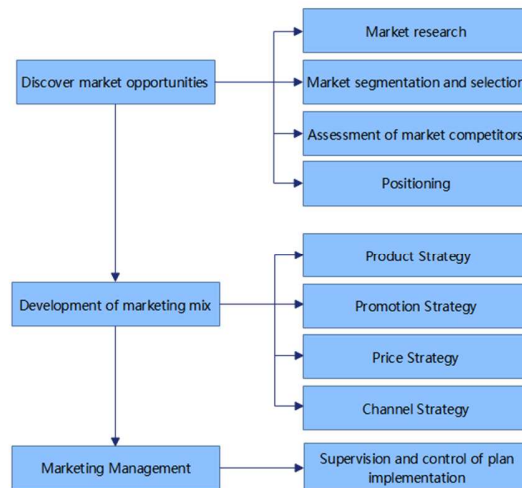 Market research
Discover market opportunities
Market segmentation and selection
Assessment of market competitors
Positioning
Product Strategy
Development of marketing mix
Promotion Strategy
Price Strategy
Channel Strategy
Marketing Management
Supervision and control of plan
implementation